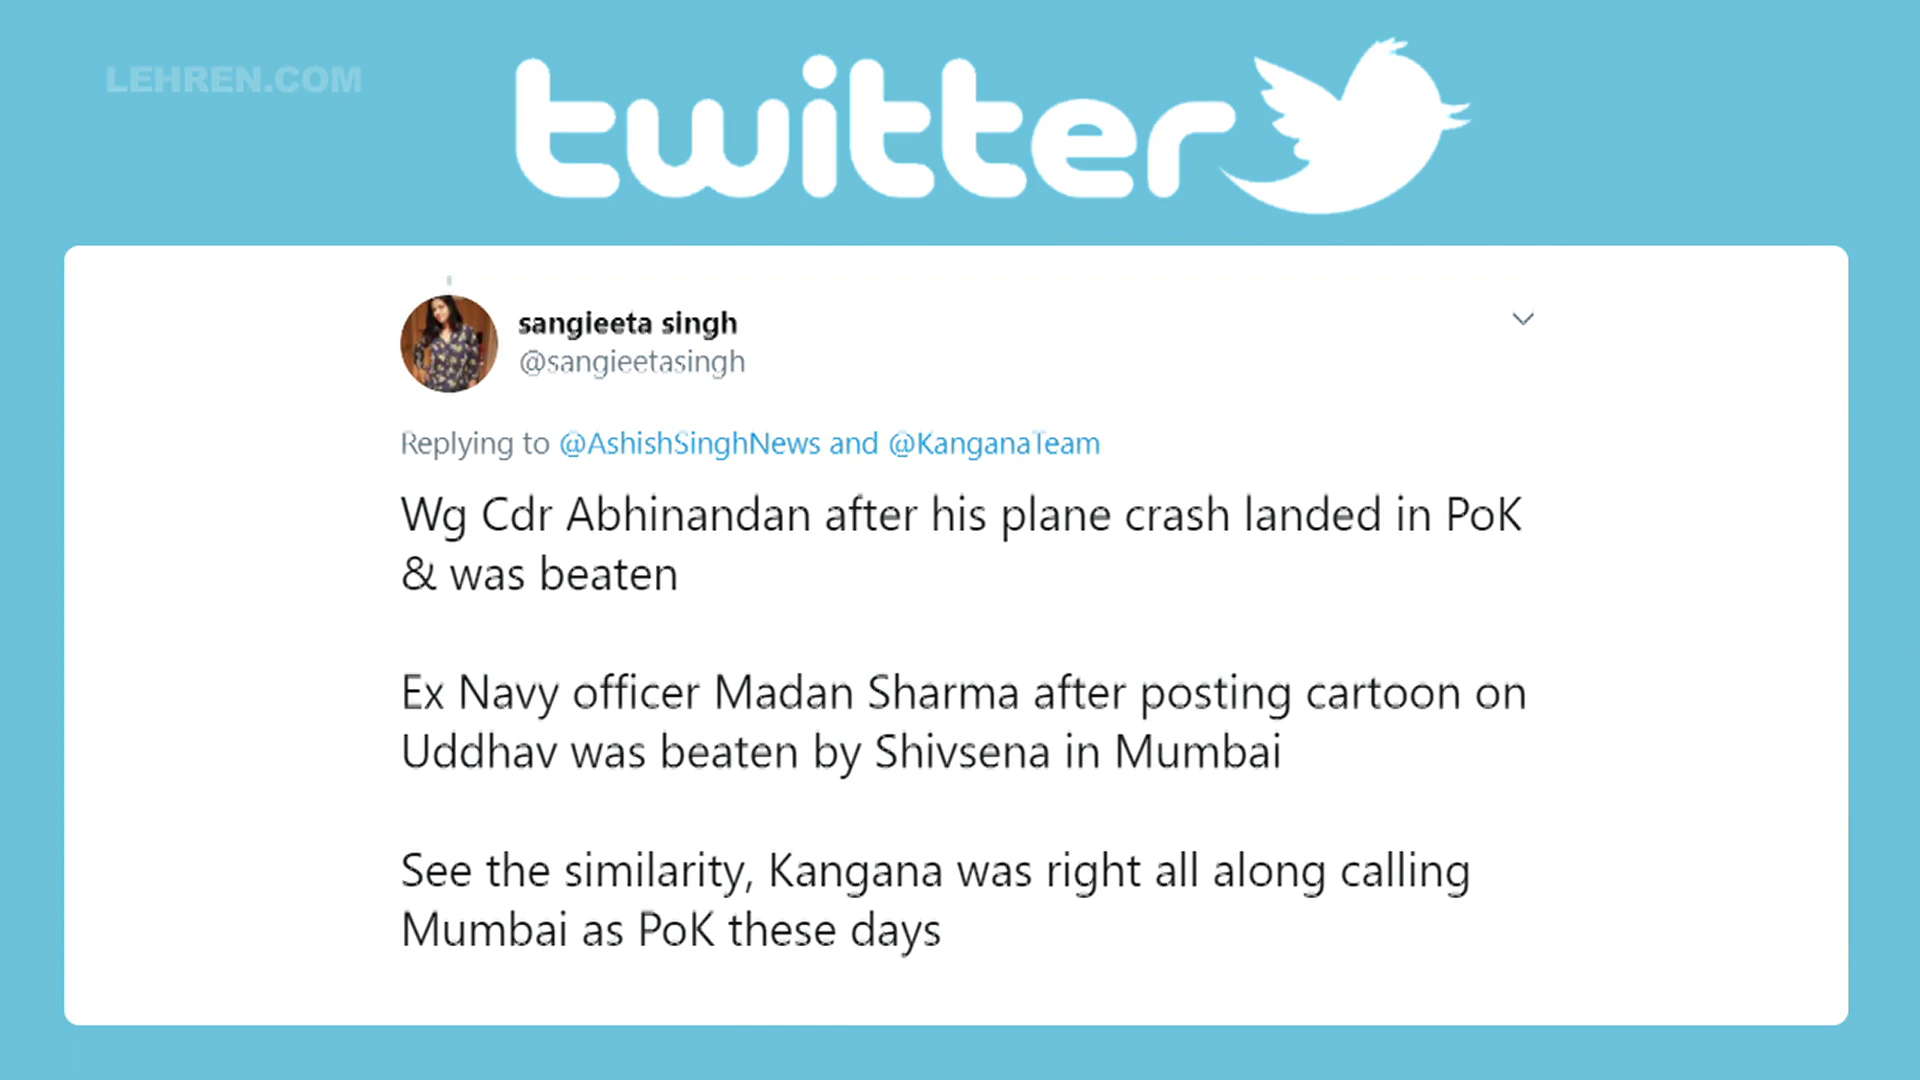 LEHREN.COM
twitter
sangieeta singh
@sangieetasingh
Replying to @AshishSinghNews and @KanganaTeam
Wg Cdr Abhinandan after his plane crash landed in PoK
& was beaten
Ex Navy officer Madan Sharma after posting cartoon on
Uddhav was beaten by Shivsena in Mumbai
See the similarity, Kangana was right all along calling
Mumbai as PoK these days